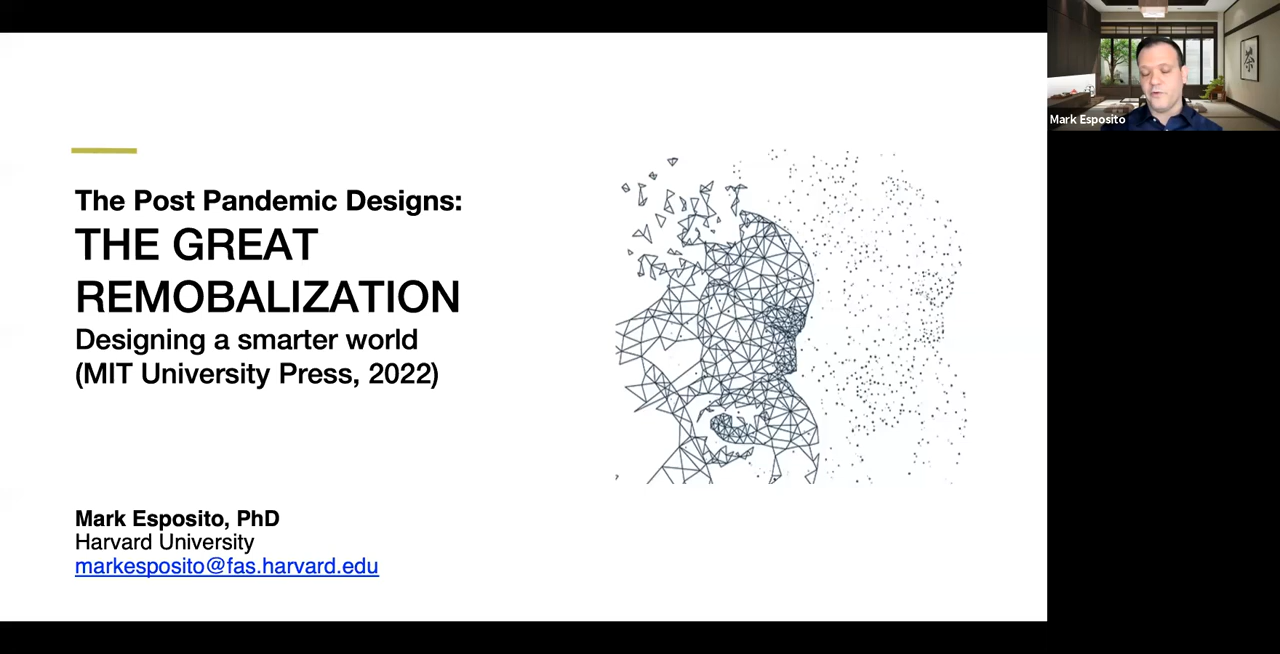 The Post Pandemic Designs:
THE GREAT
REMOBALIZATION
Designing a smarter world
(MIT University Press, 2022)
Mark Esposito, PhD
Harvard University
markesposito@fas.harvard.edu
Mark Esposito
茶